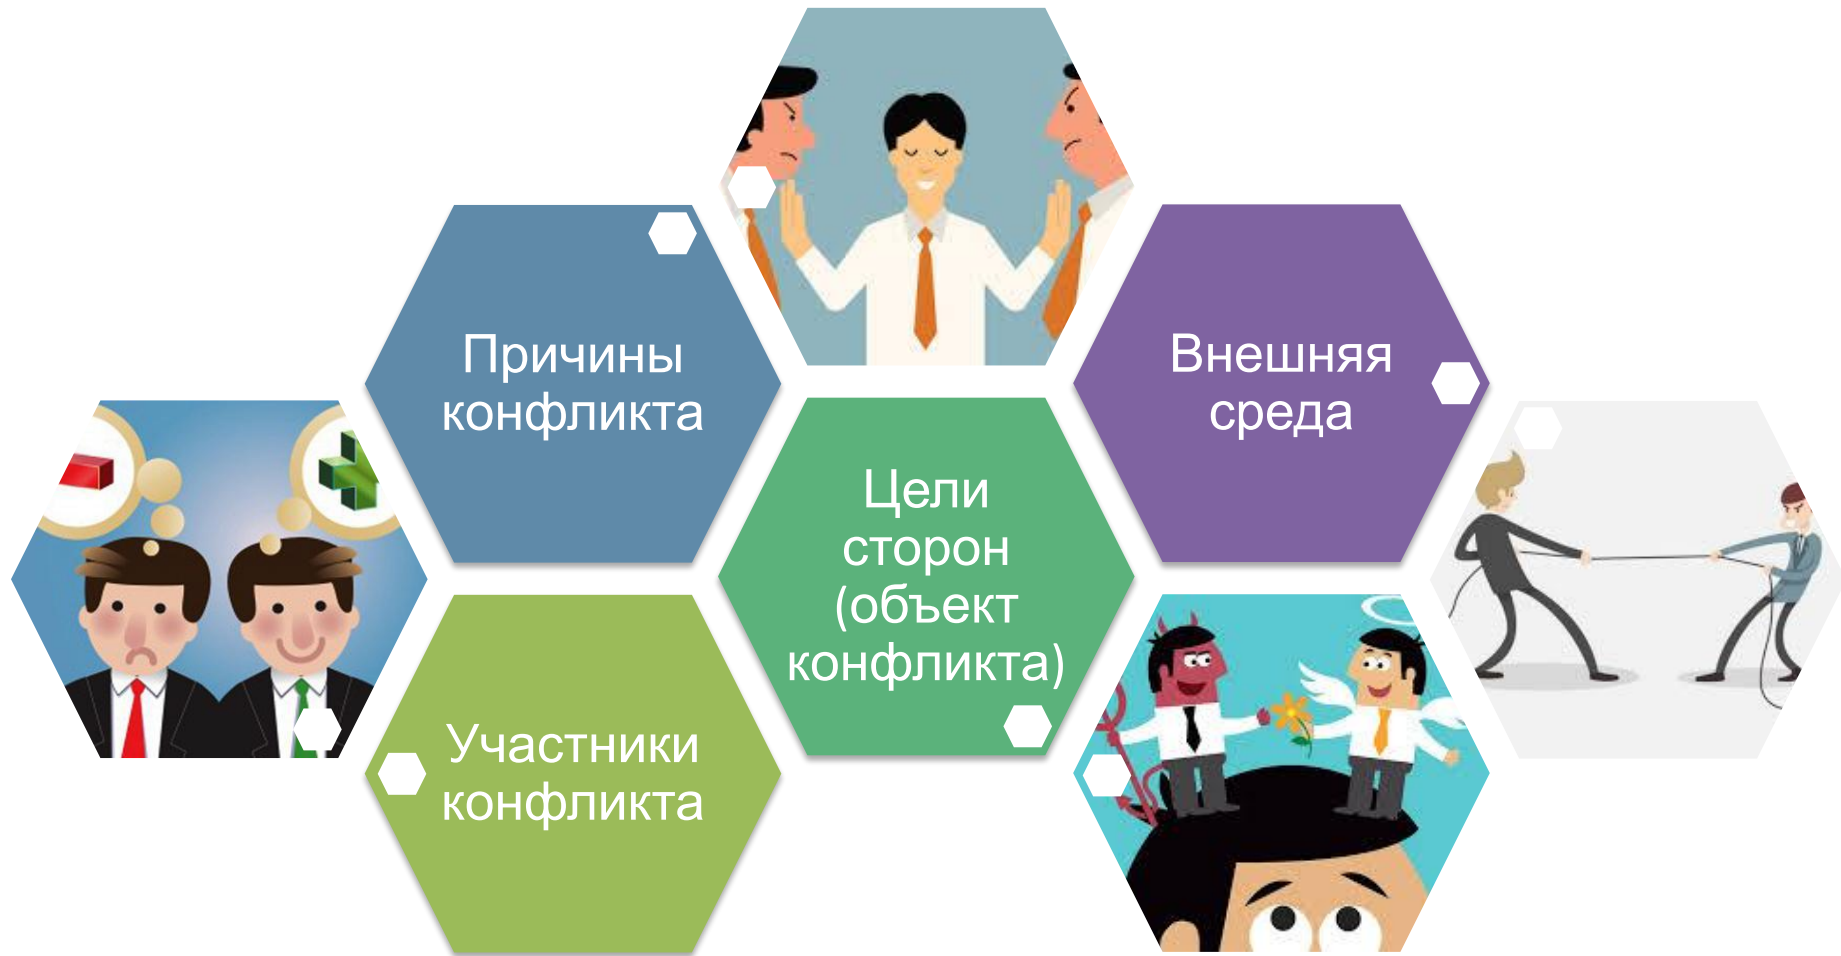 Причины
конфликта
Внешняя
среда
Цели
сторон
(объект
конфликта)
Участники
конфликта